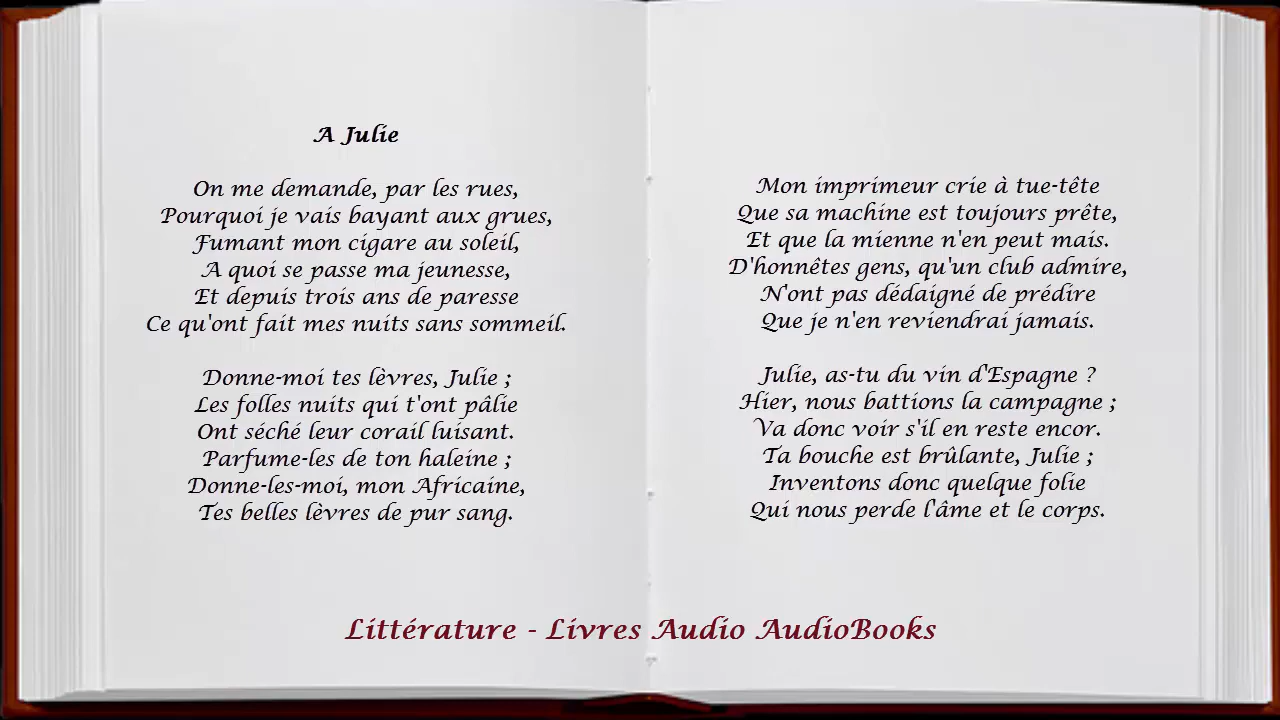 A Julie
On me demande, par les rues,
Pourquoi je vais bayant aux grues,
Fumant mon cigare au soleil,
A quoi se passe ma jeunesse,
Et depuis trois ans de paresse
Ce qu'ont fait mes nuits sans sommeil.
Donne-moi tes lèvres, Julie ;
Les folles nuits qui t'ont pâlie
Ont séché leur corail luisant.
Parfume-les de ton haleine ;
Donne-les-moi, mon Africaine,
Tes belles lèvres de pur sang.
Mon imprimeur crie à tue-tête
Que sa machine est toujours prête,
Et que la mienne n'en peut mais.
D'honnêtes gens, qu'un club admire,
N'ont pas dédaigné de prédire
Que je n'en reviendrai jamais.
Julie, as-tu du vin d'Espagne ?
Hier, nous battions la campagne ;
Va donc voir s'il en reste encor.
Ta bouche est brûlante, Julie ;
Inventons donc quelque folie
Qui nous perde l'âme et le corps.
Littérature - Livres Audio AudioBooks